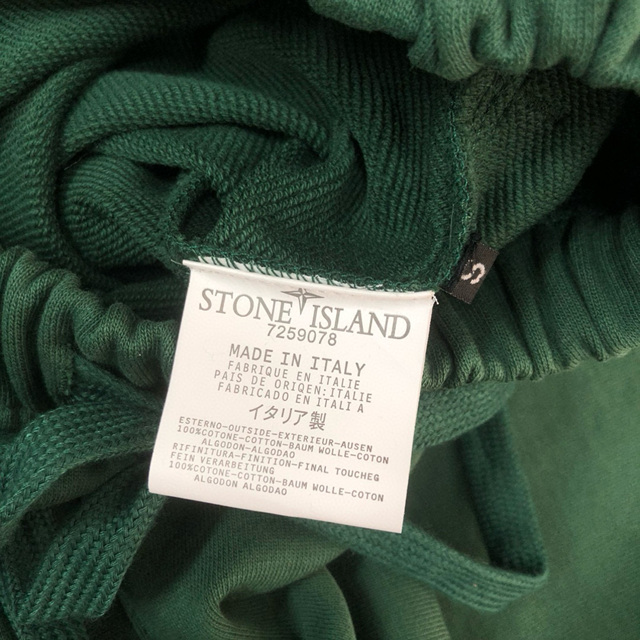 STONE ISLAND
7259078
MADE IN ITALY
FABRIQUE EN ITALIE
PAIS DE ORIGEN:ITALIE
FABRICADO EN ITALI A
イタリア製
ESTERNO-OUTSIDE-EXTERIEUR-AUSEN
100%COTONE-COTTON-BAUM WOLLE-COTON
ALGODON-ALGODAO
RIFINITURA-FINITION-FINAL TOUCHEG
FEIN VERARBEITUNG
100%COTONE-COTTON-BAUM WOLLE-COTON
ALGODON ALGODAO
S